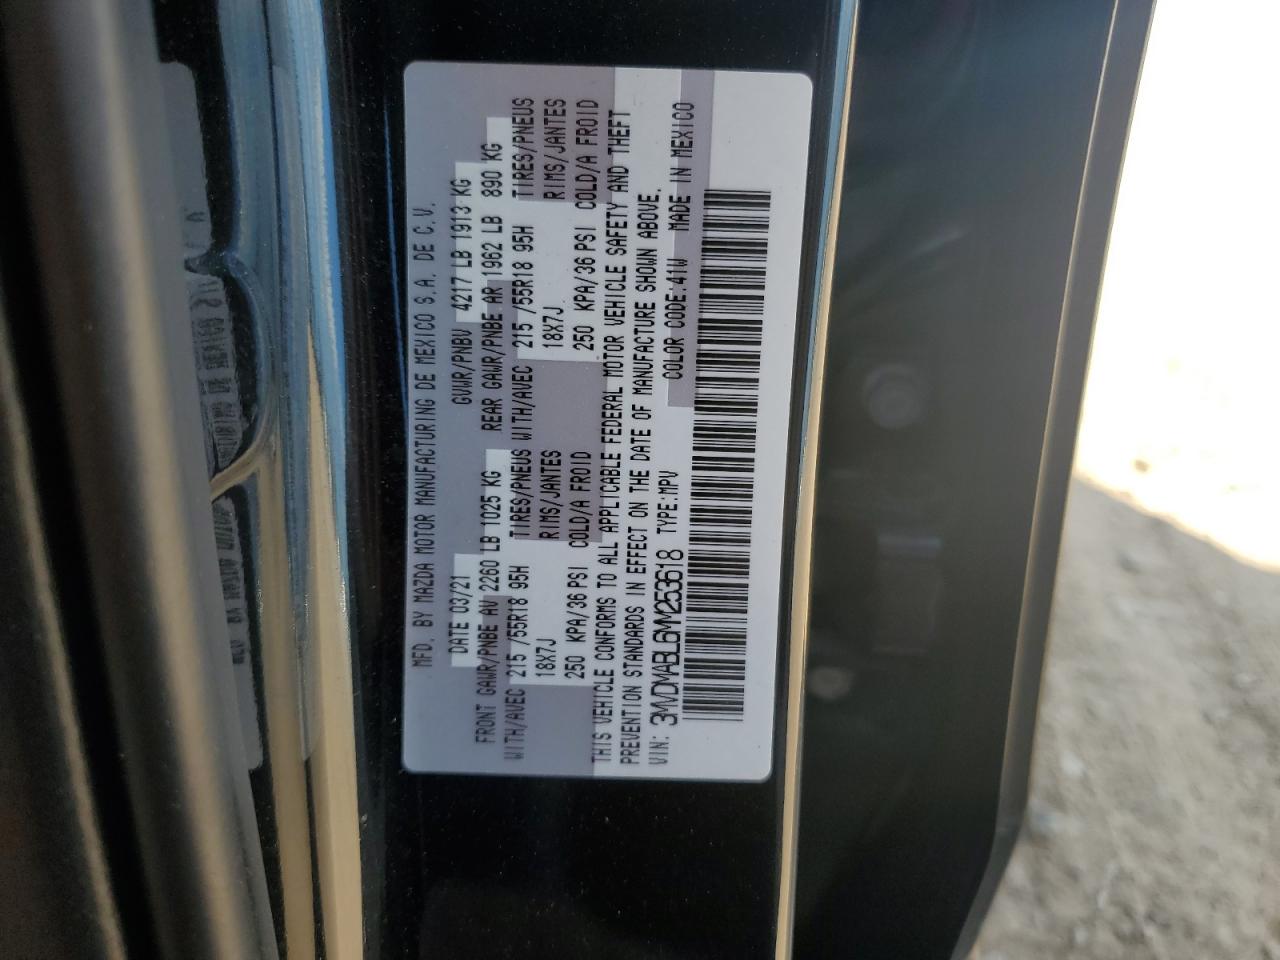 MFD. BY MAZDA MOTOR MANUFACTURING DE MEXICO S.A. DE C.V.
DATE 03/21 GVWR/PNBV 4217 LB 1913 KG
FRONT GAWR/PNBE AV 2260 LB 1025 KG REAR GAWR/PNBE AR 1962 LB 890 KG
WITH/AVEC 215 /55R18 95H TIRES/PNEUS WITH/AVEC 215 /55R18 95H TIRES/PNEUS
18X7J RIMS/JANTES 18X7J RIMS/JANTES
250 KPA/36 PSI COLD/A FROID 250 KPA/36 PSI COLD/A FROID
THIS VEHICLE CONFORMS TO ALL APPLICABLE FEDERAL MOTOR VEHICLE SAFETY AND THEFT
PREVENTION STANDARDS IN EFFECT ON THE DATE OF MANUFACTURE SHOWN ABOVE.
VIN: 3MVDMABL6MM253618 TYPE:MPV COLOR CODE:41W MADE IN MEXICO